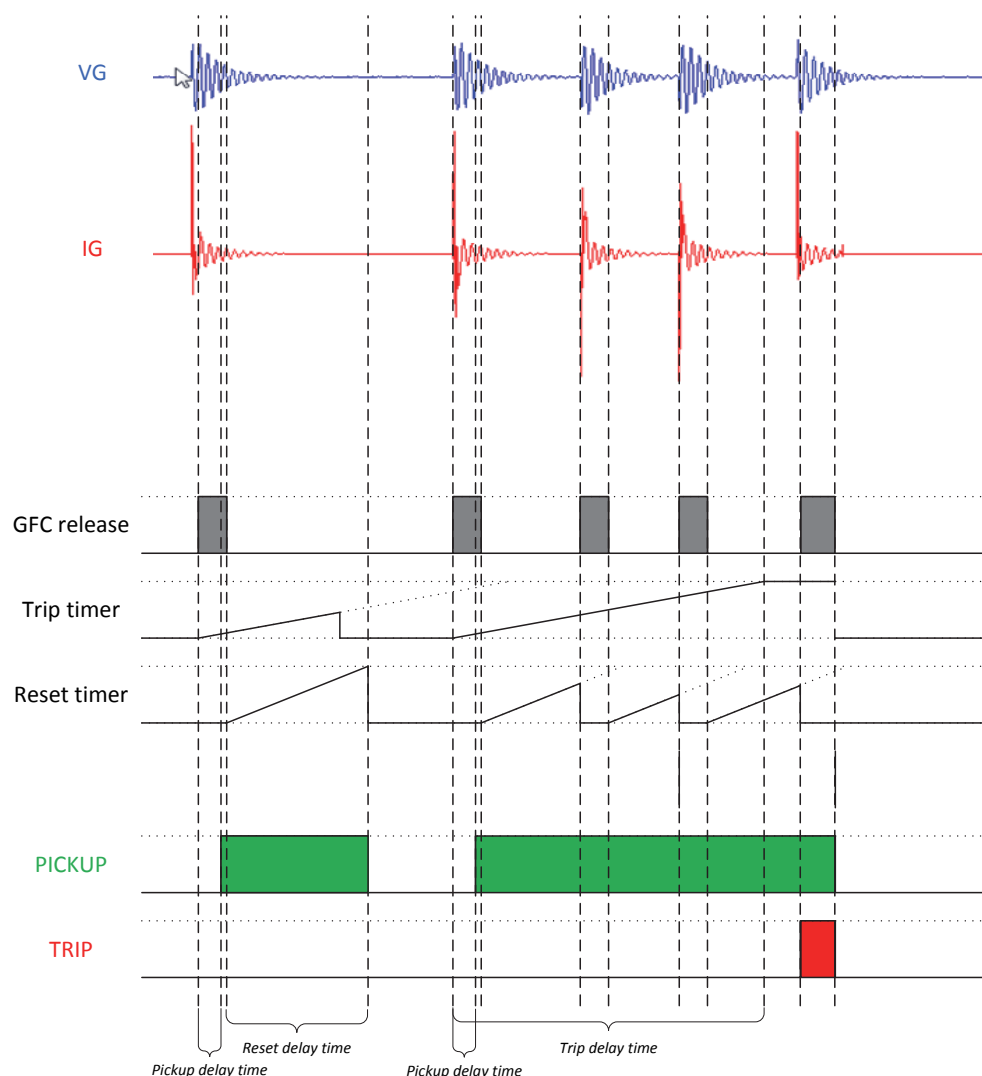 VG
IG
GFC release
Trip timer
Reset timer
PICKUP
TRIP
Reset delay time
Trip delay time
Pickup delay time
Pickup delay time